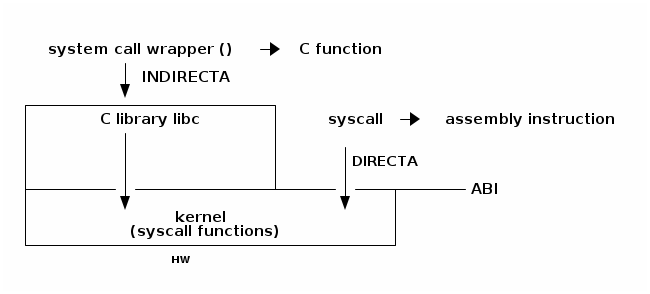 system call wrapper () C function
INDIRECTA
C library libc
syscall assembly instruction
DIRECTA
ABI
kernel
(syscall functions)
HW